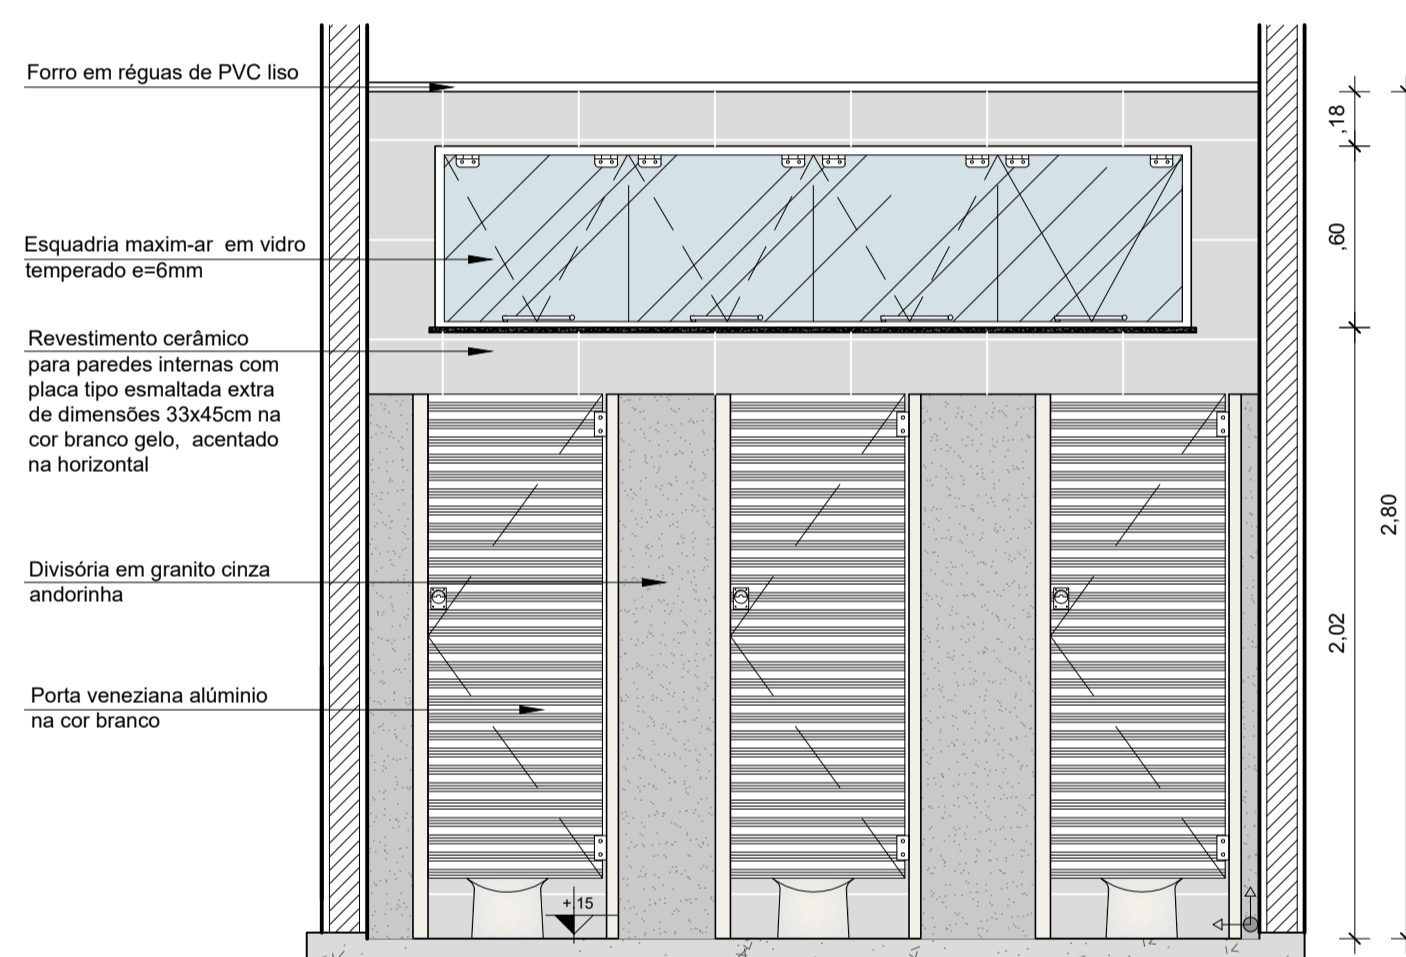 Forro em réguas de PVC liso
Esquadria maxim-ar em vidro
temperado e=6mm
Revestimento cerâmico
para paredes internas com
placa tipo esmaltada extra
de dimensões 33x45cm na
cor branco gelo, acentado
na horizontal
Divisória em granito cinza
andorinha
Porta veneziana alúminio
na cor branco
+,15
,18
,60
2,02
2,80